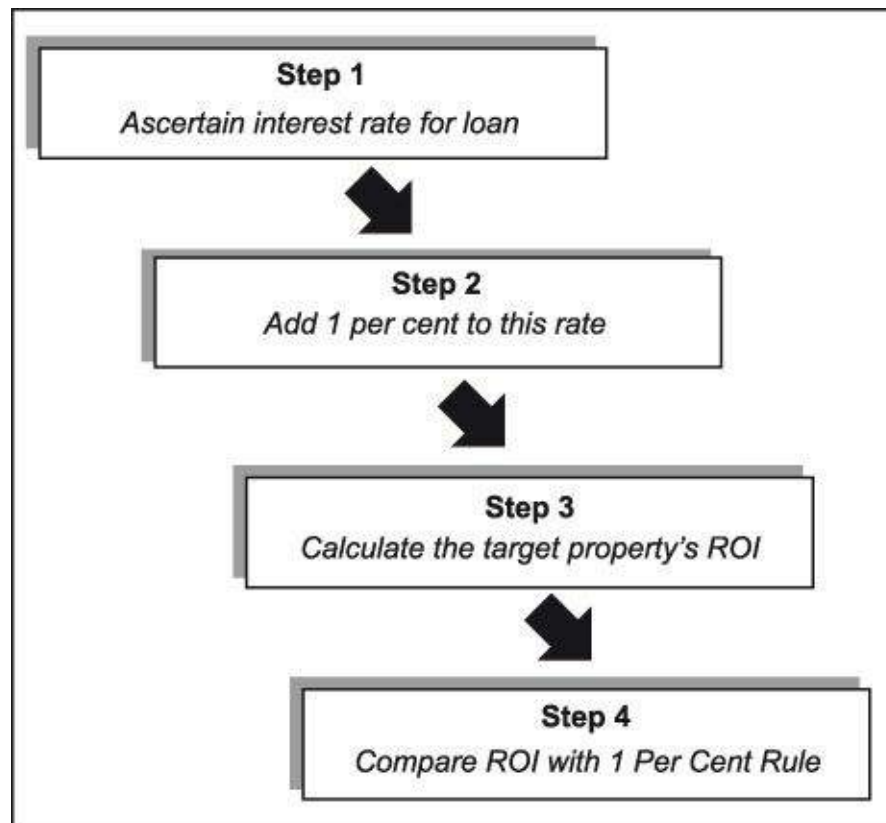 Step 1
Ascertain interest rate for loan
Step 2
Add 1 per cent to this rate
Step 3
Calculate the target property's ROI
Step 4
Compare ROI with 1 Per Cent Rule